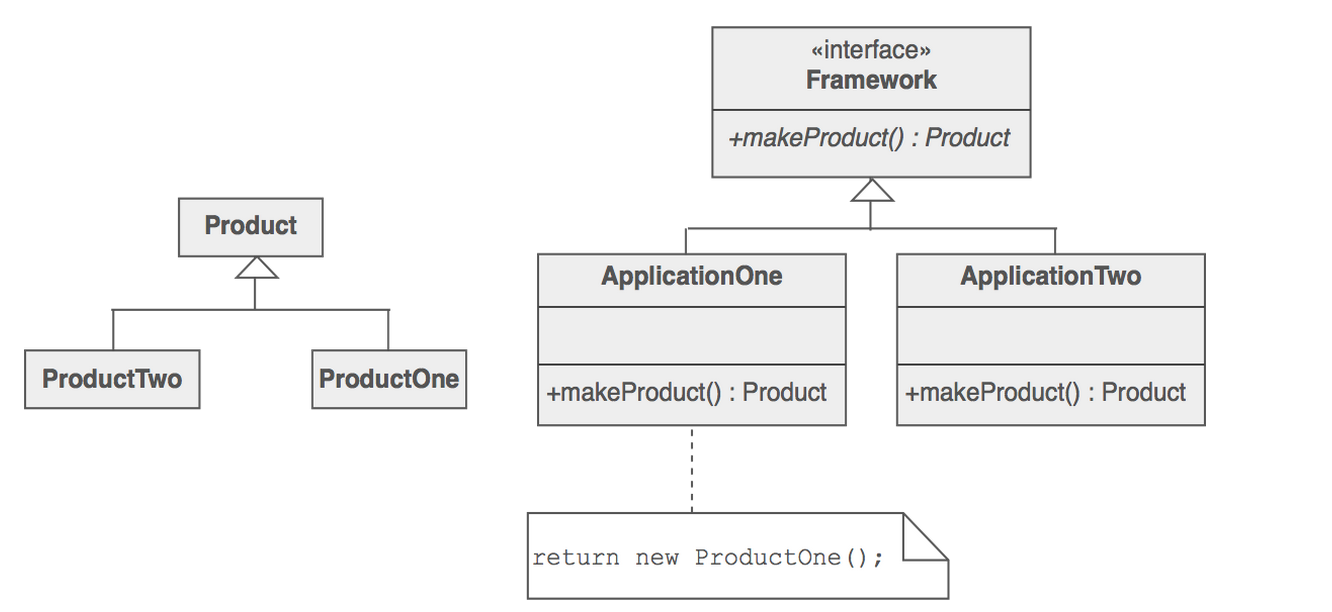 «interface»
Framework
+makeProduct() : Product
Product
ProductTwo
ProductOne
ApplicationOne
+makeProduct() : Product
ApplicationTwo
+makeProduct() : Product
return new ProductOne();